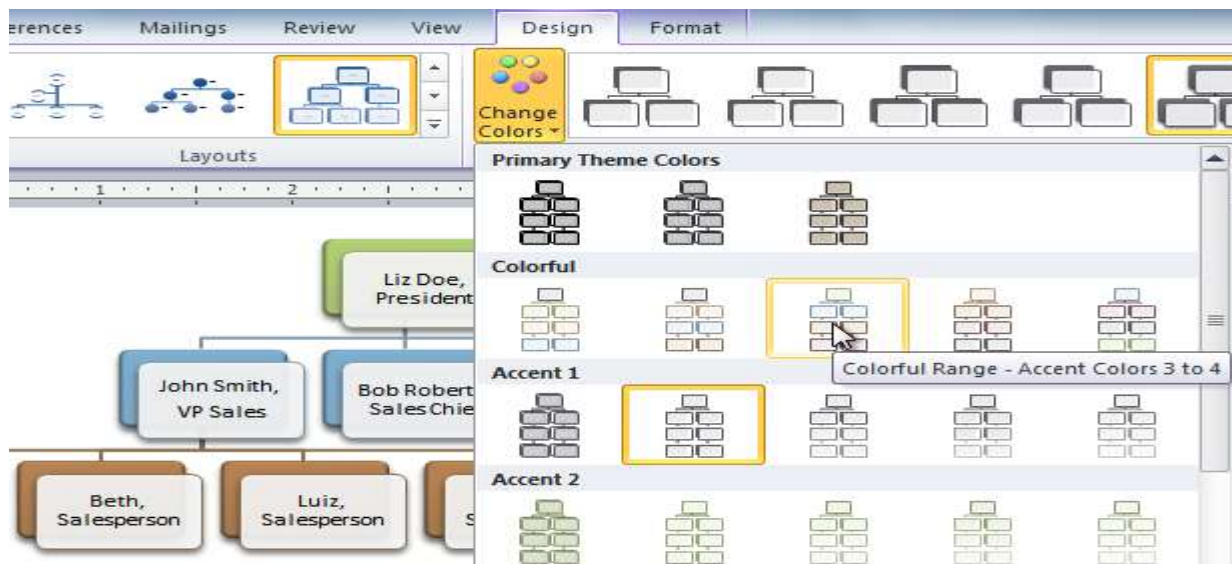 erences Mailings Review View Design Format
Change
Colors
Layouts
Primary Theme Colors
1 2
Colorful
Liz Doe,
President
Colorful Range - Accent Colors 3 to 4
Accent 1
John Smith,
VP Sales
Bob Robert
Sales Chie
Accent 2
Beth,
Salesperson
Luiz,
Salesperson
S